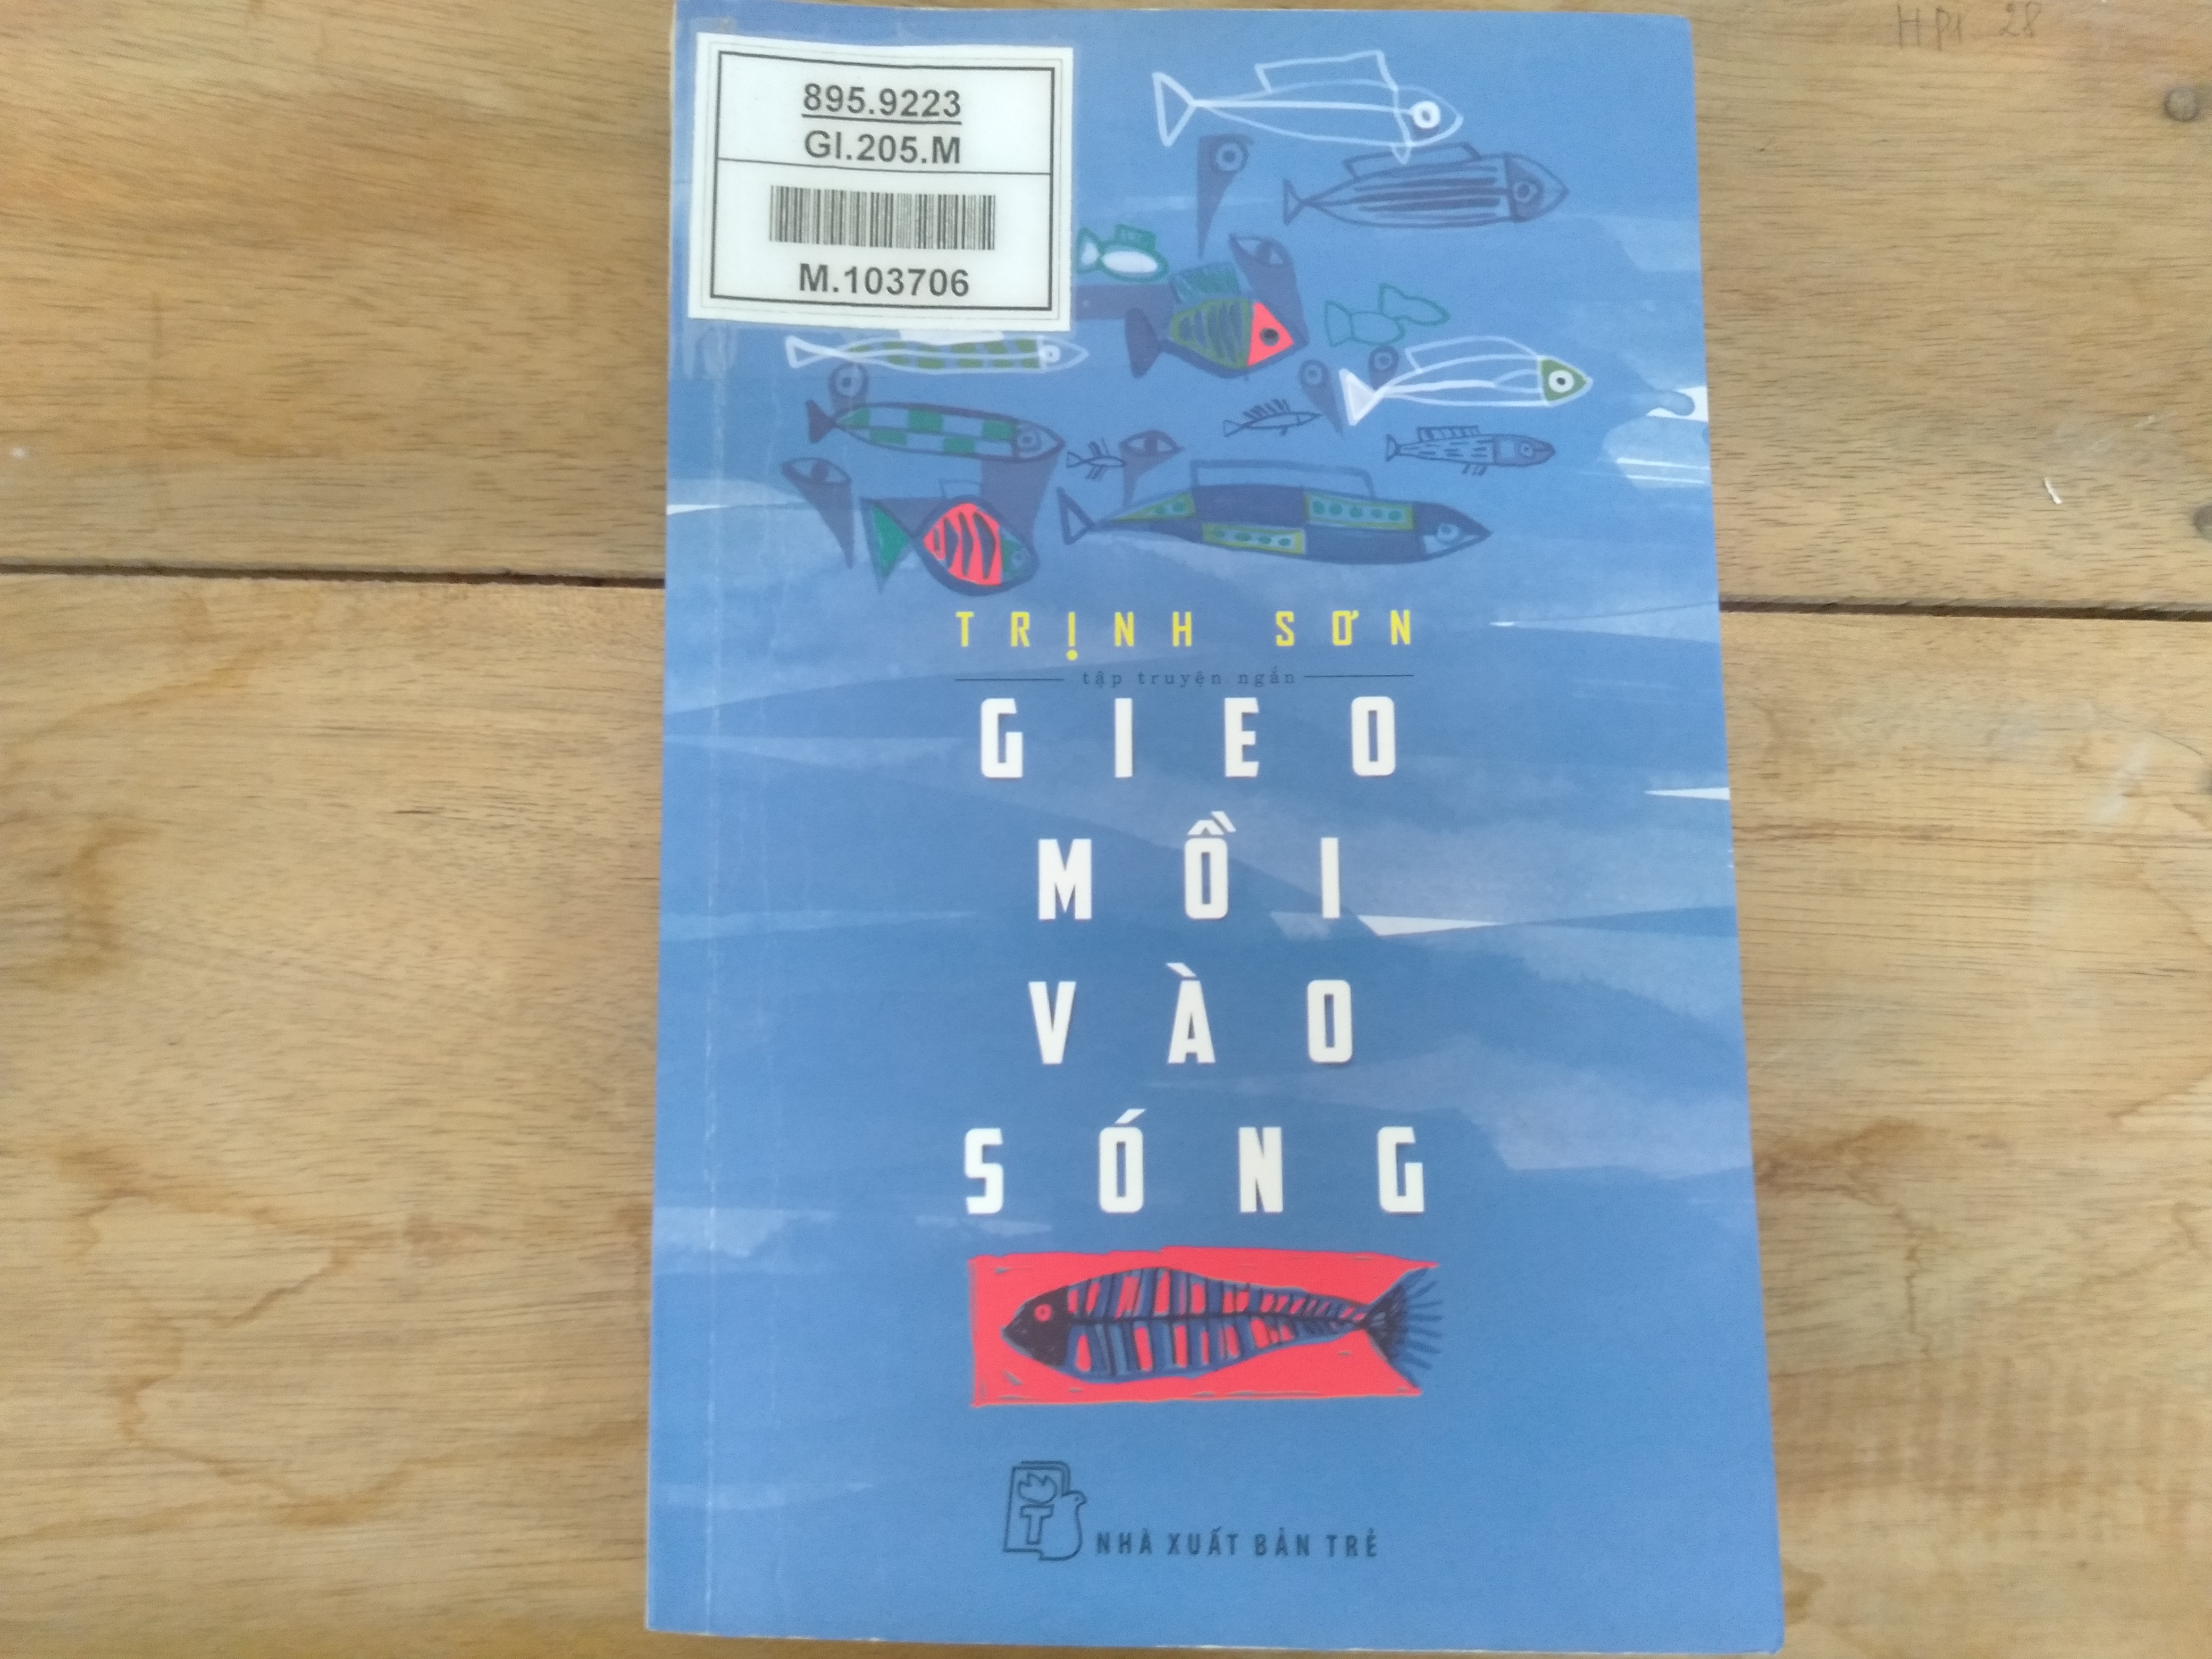 HPI 28
895.9223
GI.205.M
M.103706
TRỊNH SƠN
tập truyện ngắn
GIEO
MỒI
VÀO
SÓNG
T
NHÀ XUẤT BẢN TRẺ